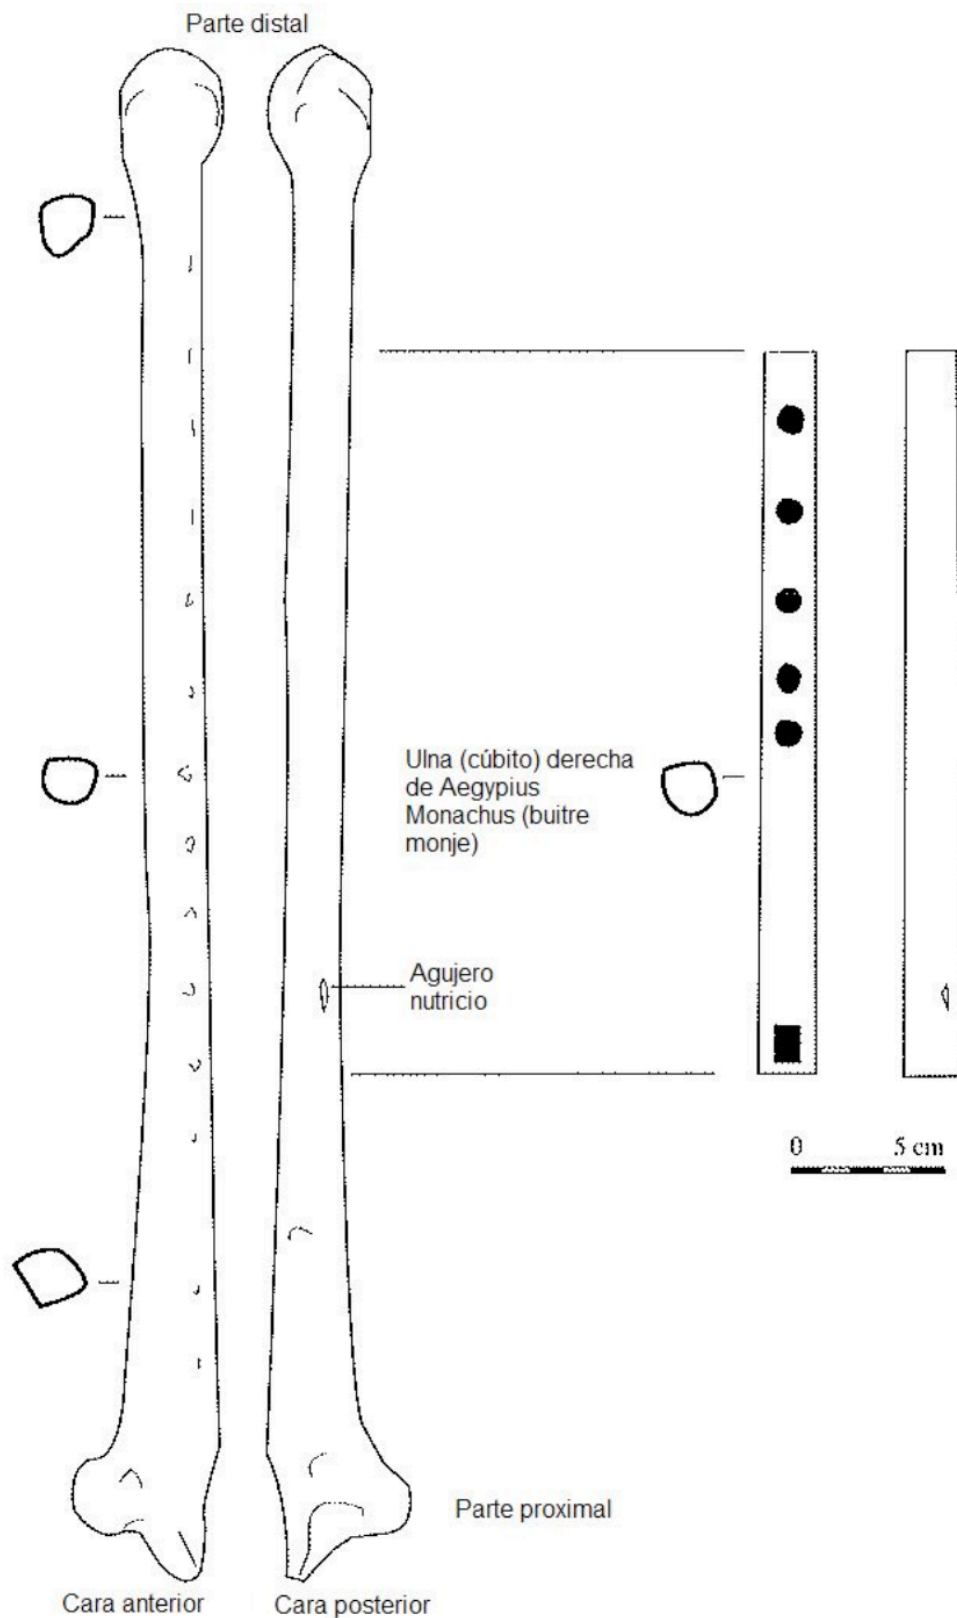 Parte distal
Ulna (cúbito) derecha
de Aegypius
Monachus (buitre
monje)
Agujero
nutricio
0 5 cm
Parte proximal
Cara anterior
Cara posterior